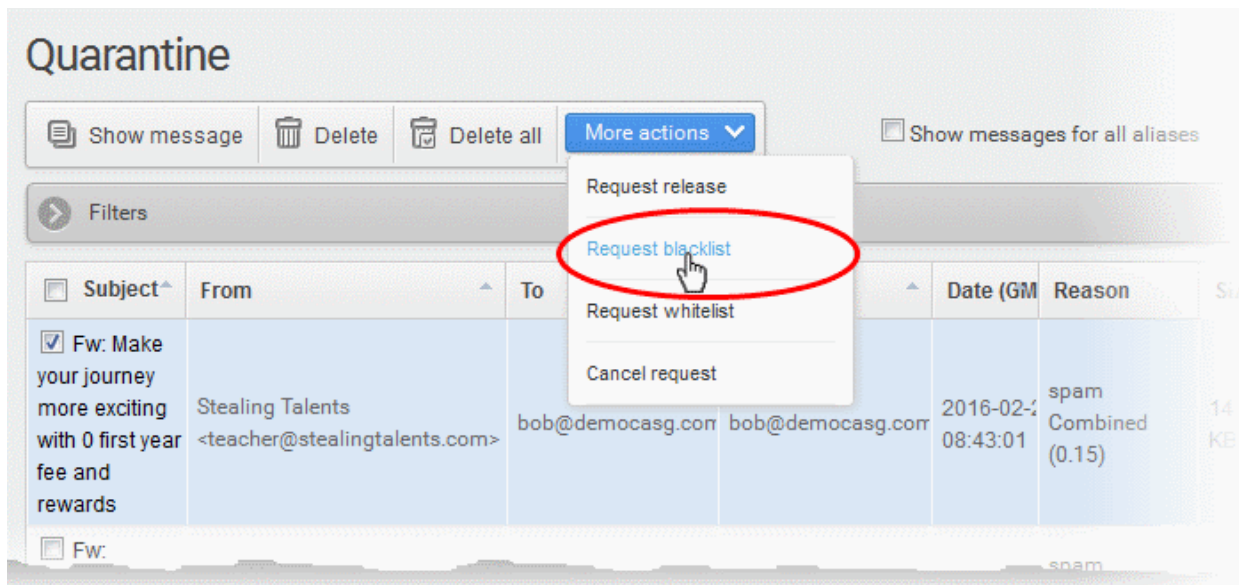 Quarantine
Show message Delete Delete all More actions Show messages for all aliases
Request release
Filters
Request blacklist
Subject From To Date (GM Reason
Request whitelist
Cancel request
Fw: Make
your journey
more exciting
with 0 first year
fee and
rewards
Stealing Talents
<teacher@stealingtalents.com>
bob@democasg.com bob@democasg.com
2016-02-
08:43:01
spam
Combined
(0.15)
14
KB
Fw:
spam